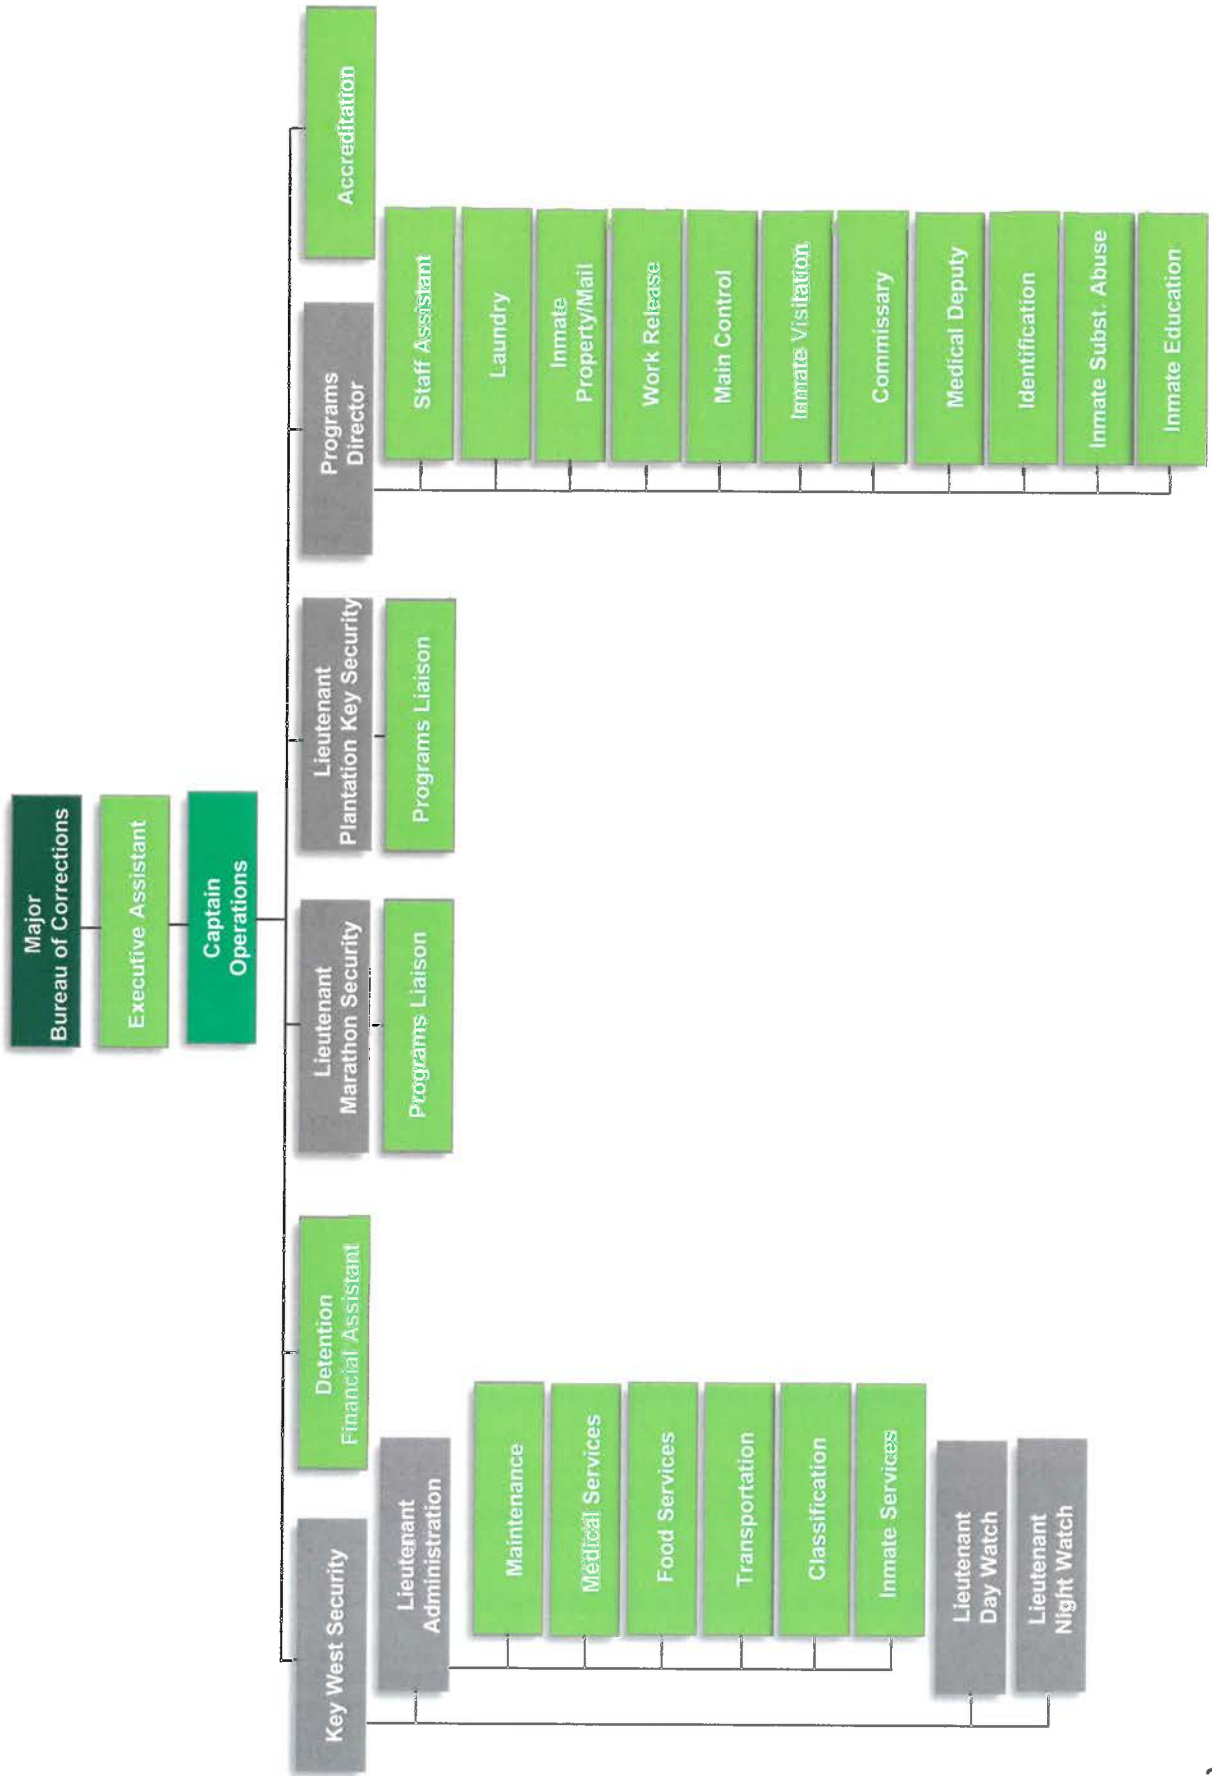 Major
Bureau of Corrections
Executive Assistant
Captain
Operations
Key West Security
Lieutenant
Administration
Maintenance
Medical Services
Food Services
Transportation
Classification
Inmate Services
Lieutenant
Day Watch
Lieutenant
Night Watch
Detention
Financial Assistant
Lieutenant
Marathon Security
Programs Liaison
Lieutenant
Plantation Key Security
Programs Liaison
Programs
Director
Staff Assistant
Laundry
Inmate
Property/Mail
Work Release
Main Control
Inmate Visitation
Commissary
Medical Deputy
Identification
Inmate Subst. Abuse
Inmate Education
Accreditation